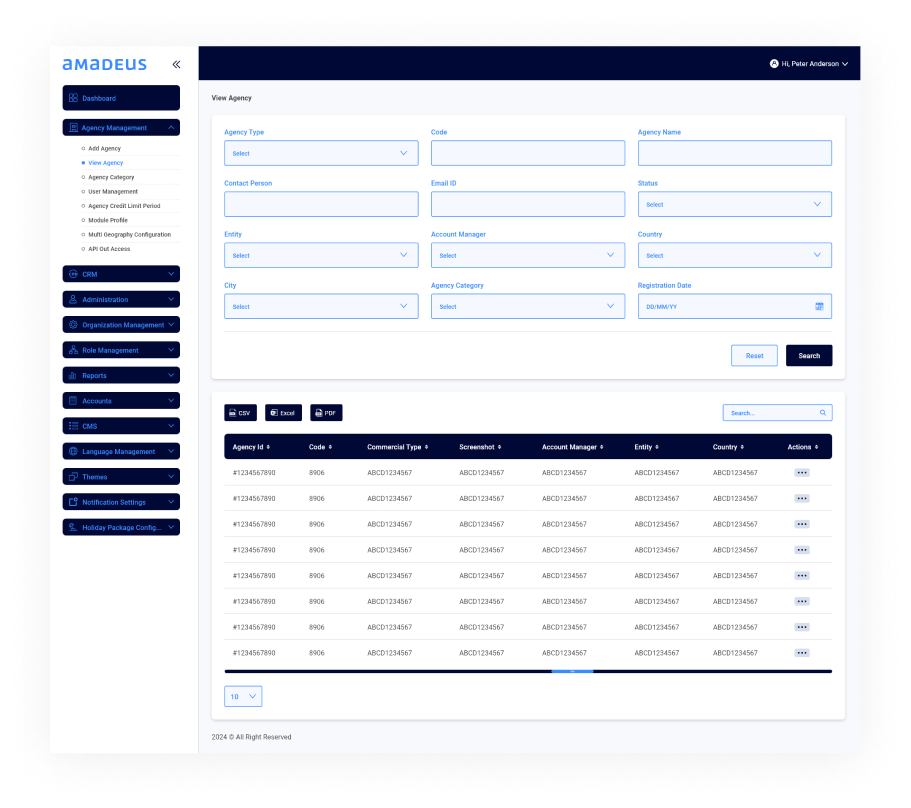 amadeus
Hi, Peter Anderson
Dashboard
Agency Management
Add Agency
View Agency
Agency Category
User Management
Agency Credit Limit Period
Module Profile
Multi Geography Configuration
API Out Access
CRM
Administration
Organization Management
Role Management
Reports
Accounts
CMS
Language Management
Themes
Notification Settings
Holiday Package Config...
View Agency
Agency Type Code Agency Name
Select
Contact Person Email ID Status
Select
Entity Account Manager Country
Select Select Select
City Agency Category Registration Date
Select Select DD/MM/YY
Reset Search
CSV Excel PDF Search...
Agency Id Code Commercial Type Screenshot Account Manager Entity Country Actions
#1234567890 8906 ABCD1234567 ABCD1234567 ABCD1234567 ABCD1234567 ABCD1234567
#1234567890 8906 ABCD1234567 ABCD1234567 ABCD1234567 ABCD1234567 ABCD1234567
#1234567890 8906 ABCD1234567 ABCD1234567 ABCD1234567 ABCD1234567 ABCD1234567
#1234567890 8906 ABCD1234567 ABCD1234567 ABCD1234567 ABCD1234567 ABCD1234567
#1234567890 8906 ABCD1234567 ABCD1234567 ABCD1234567 ABCD1234567 ABCD1234567
#1234567890 8906 ABCD1234567 ABCD1234567 ABCD1234567 ABCD1234567 ABCD1234567
#1234567890 8906 ABCD1234567 ABCD1234567 ABCD1234567 ABCD1234567 ABCD1234567
#1234567890 8906 ABCD1234567 ABCD1234567 ABCD1234567 ABCD1234567 ABCD1234567
10
2024 © All Right Reserved